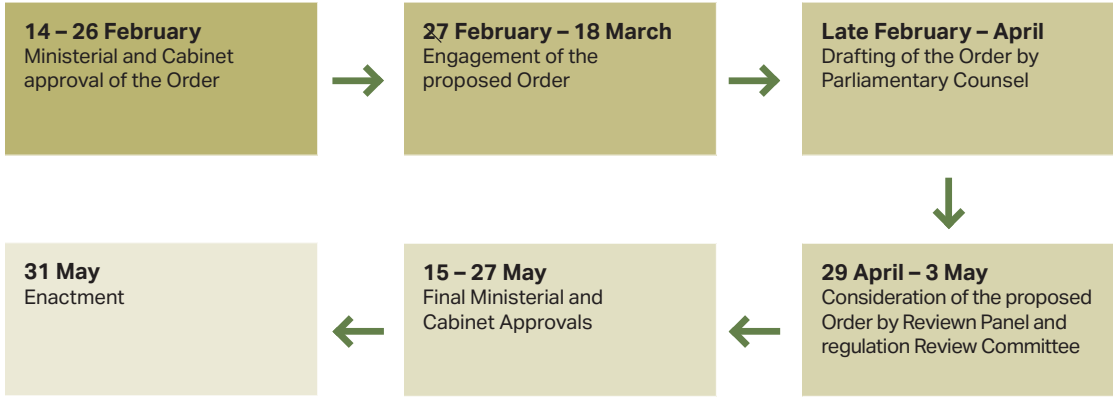 14 – 26 February
Ministerial and Cabinet
approval of the Order
27 February – 18 March
Engagement of the
proposed Order
Late February – April
Drafting of the Order by
Parliamentary Counsel
29 April – 3 May
Consideration of the proposed
Order by Reviewn Panel and
regulation Review Committee
15 – 27 May
Final Ministerial and
Cabinet Approvals
31 May
Enactment